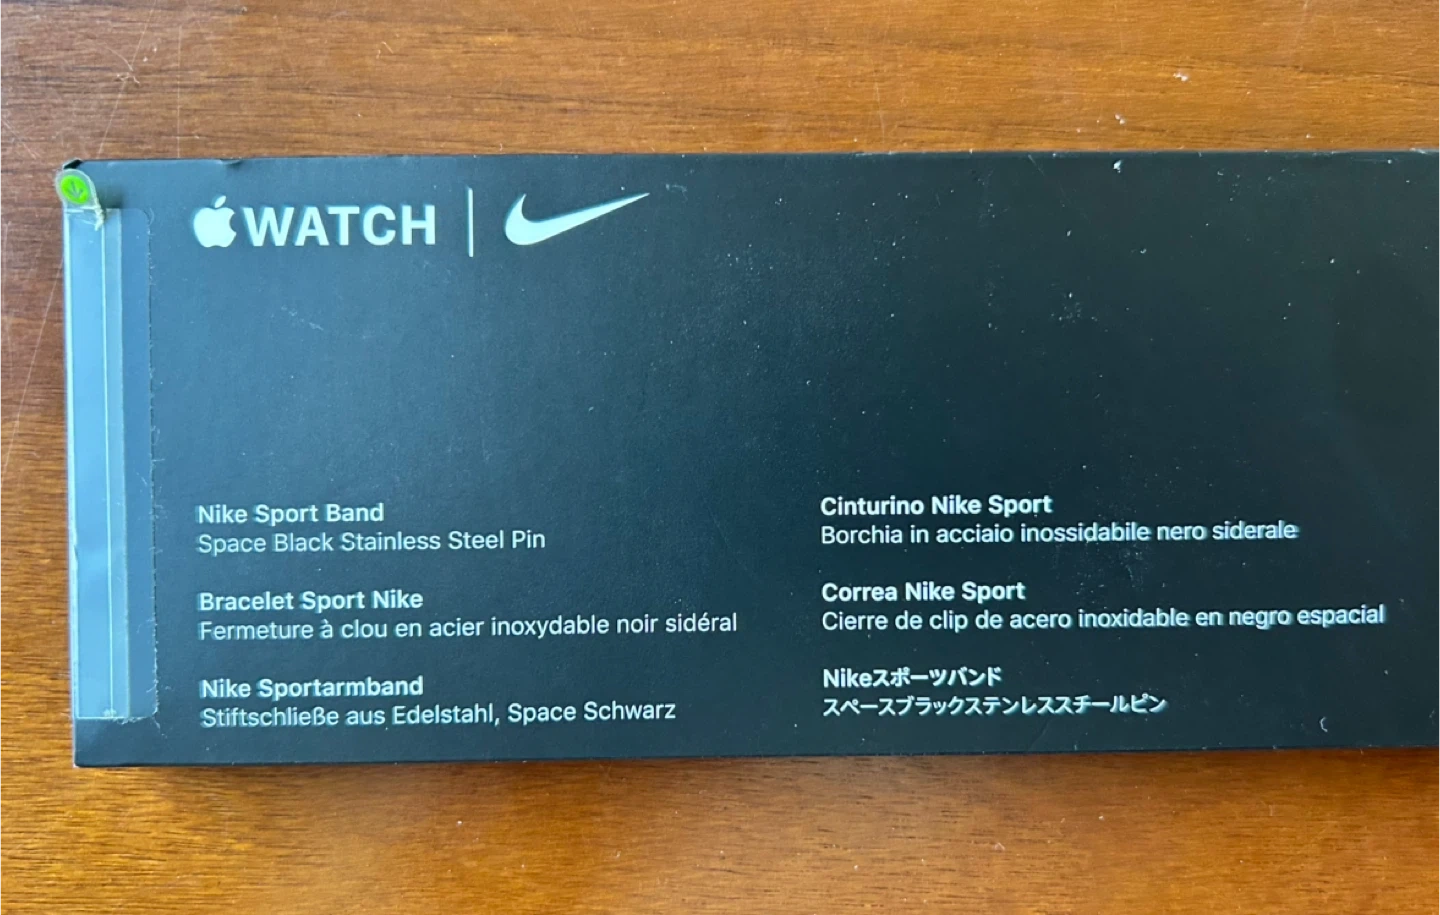 WATCH
Nike Sport Band
Space Black Stainless Steel Pin
Bracelet Sport Nike
Fermeture à clou en acier inoxydable noir sidéral
Nike Sportarmband
Stiftschließe aus Edelstahl, Space Schwarz
Cinturino Nike Sport
Borchia in acciaio inossidabile nero siderale
Correa Nike Sport
Cierre de clip de acero inoxidable en negro espacial
Nikeスポーツバンド
スペースブラックステンレススチールピン